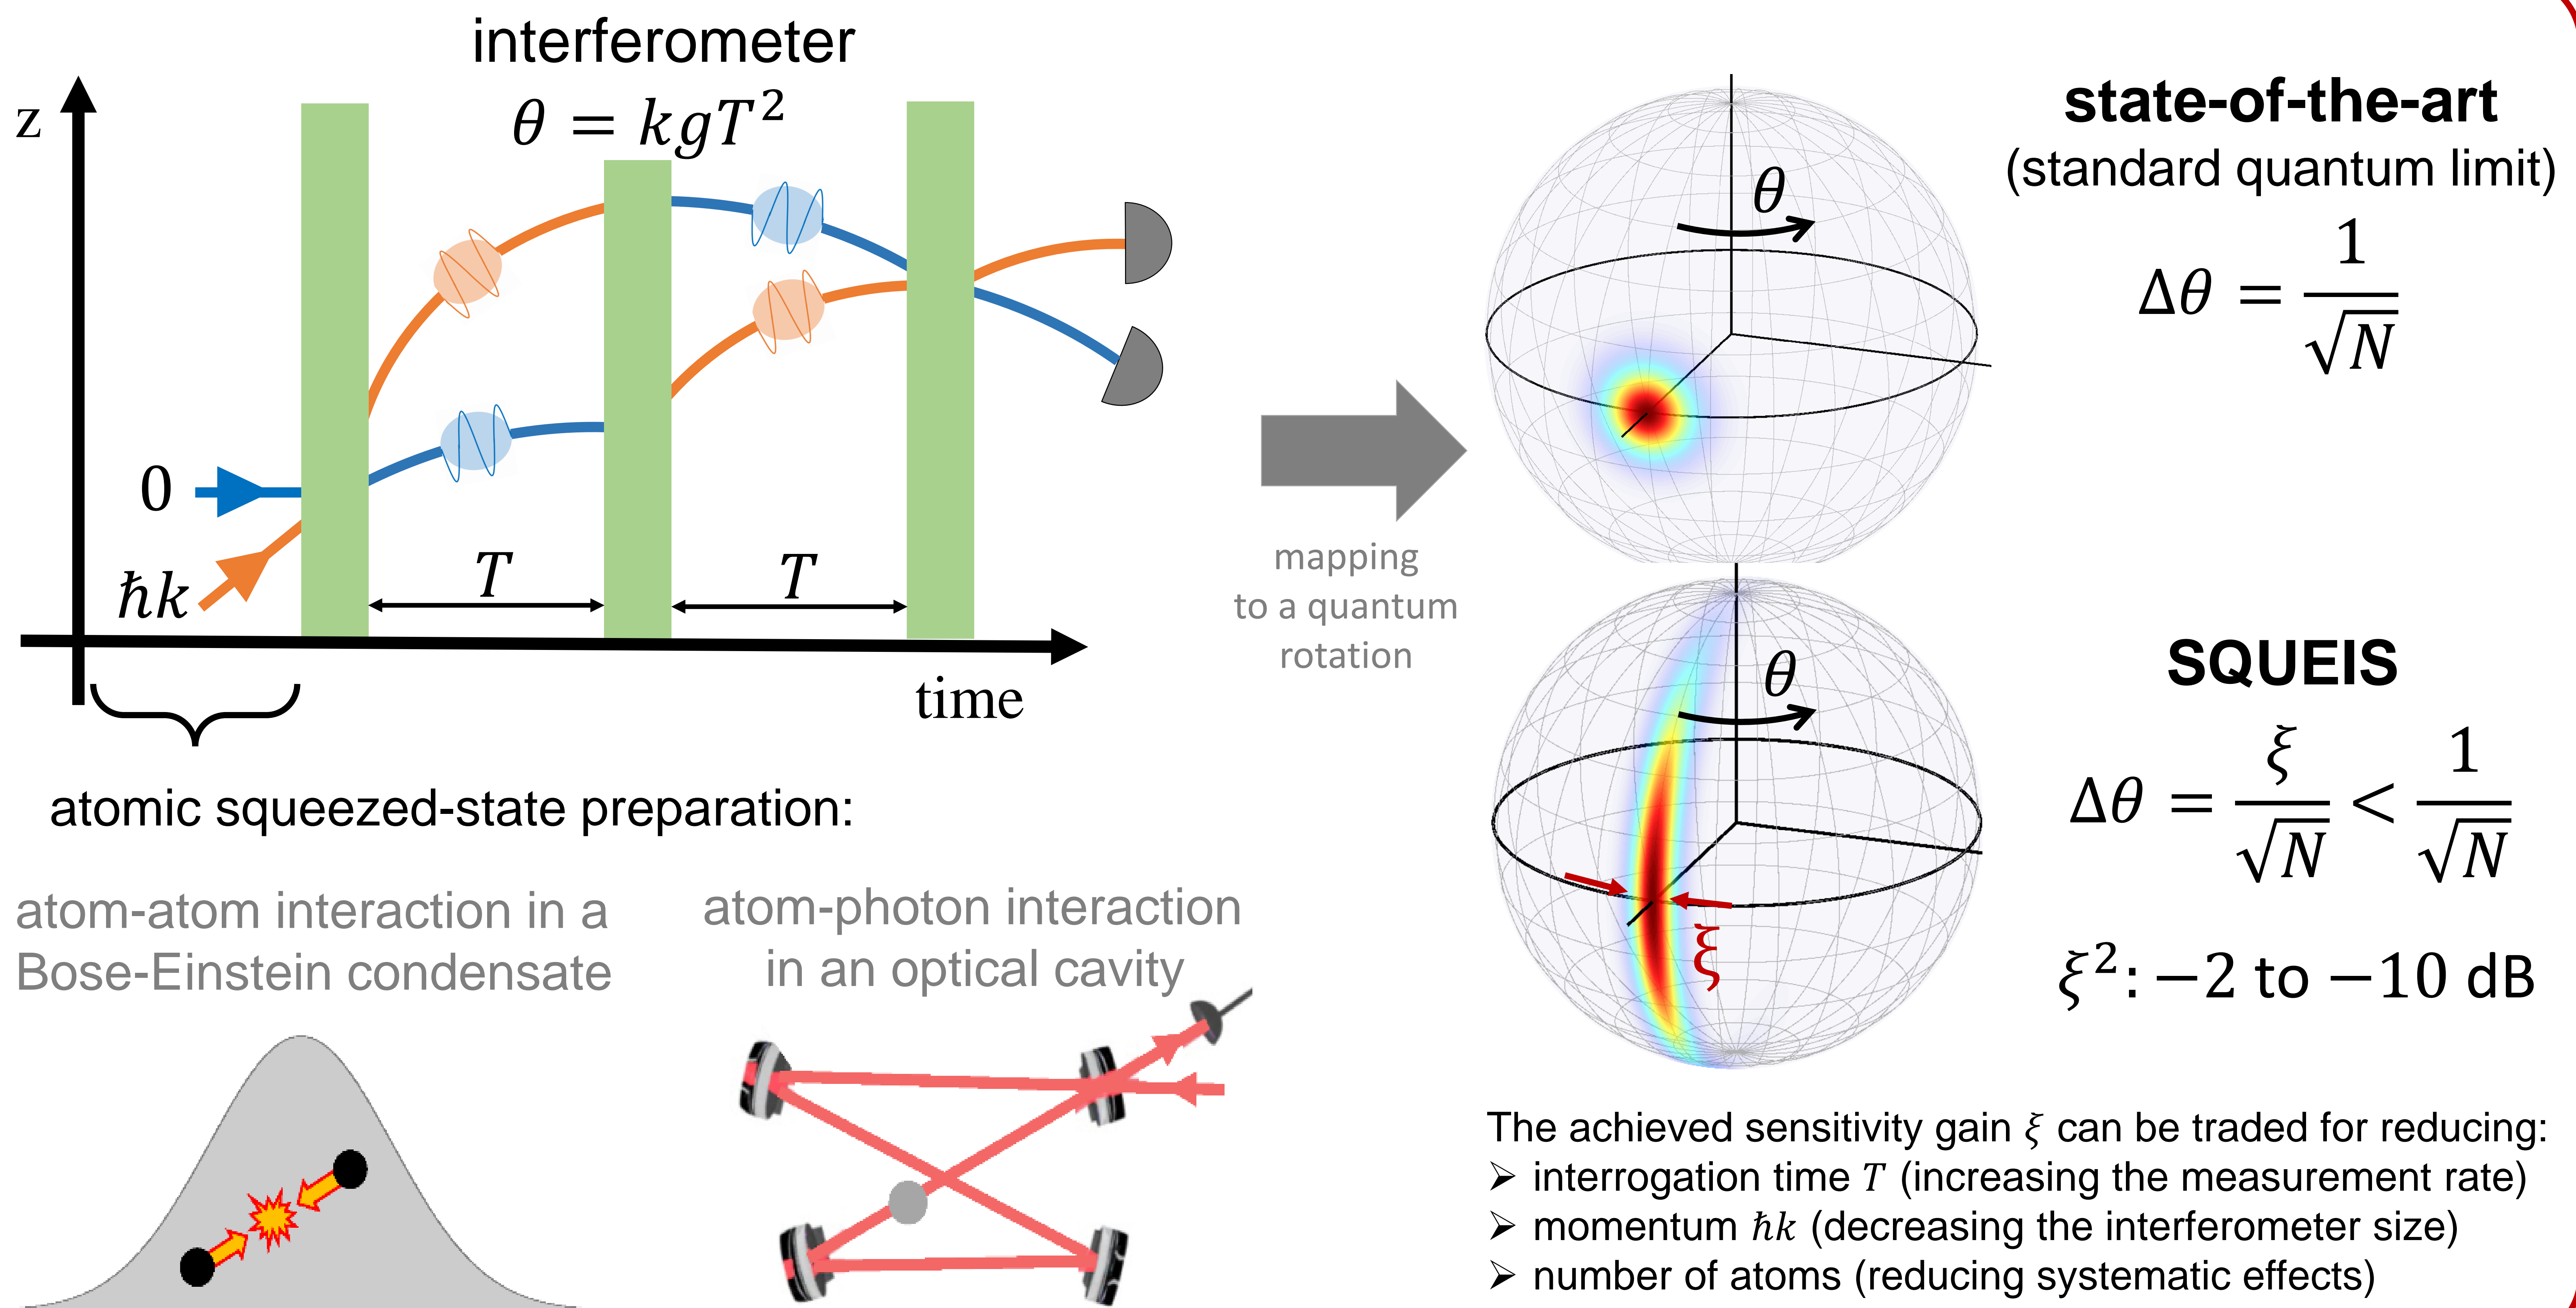 interferometer
θ = kgT²
z
0
ħk
T
T
time
atomic squeezed-state preparation:
atom-atom interaction in a
Bose-Einstein condensate
atom-photon interaction
in an optical cavity
mapping
to a quantum
rotation
θ
state-of-the-art
(standard quantum limit)
Δθ = 1/√N
θ
ξ
SQUEIS
Δθ = ξ/√N < 1/√N
ξ²: −2 to −10 dB
The achieved sensitivity gain ξ can be traded for reducing:
➢ interrogation time T (increasing the measurement rate)
➢ momentum ħk (decreasing the interferometer size)
➢ number of atoms (reducing systematic effects)